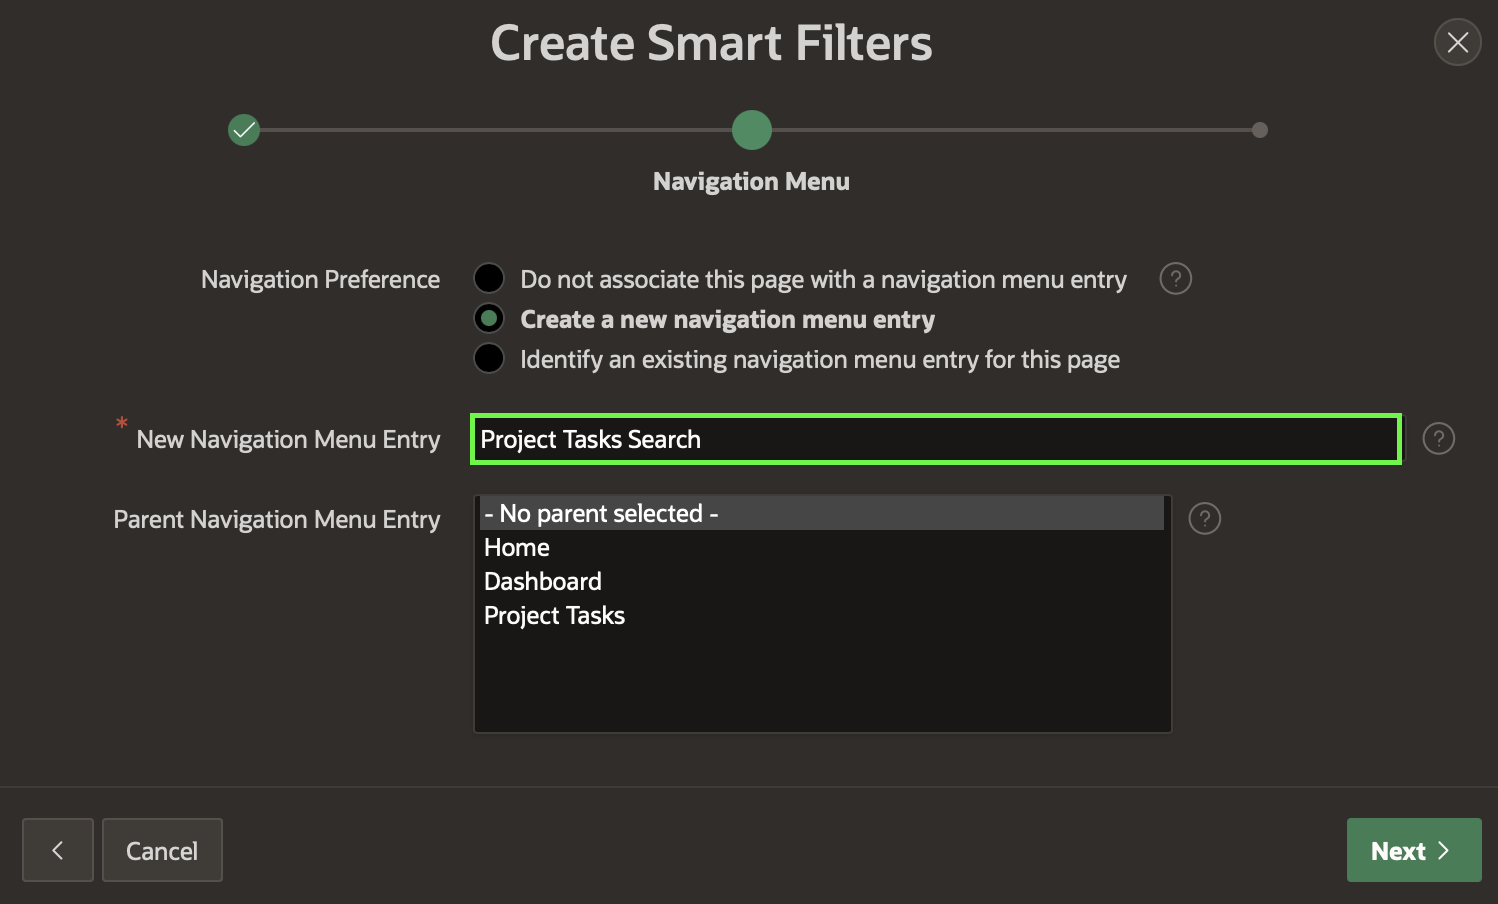 Create Smart Filters
Navigation Menu
Navigation Preference
Do not associate this page with a navigation menu entry
?
Create a new navigation menu entry
Identify an existing navigation menu entry for this page
* New Navigation Menu Entry
Project Tasks Search
?
Parent Navigation Menu Entry
- No parent selected -
?
Home
Dashboard
Project Tasks
Cancel
Next